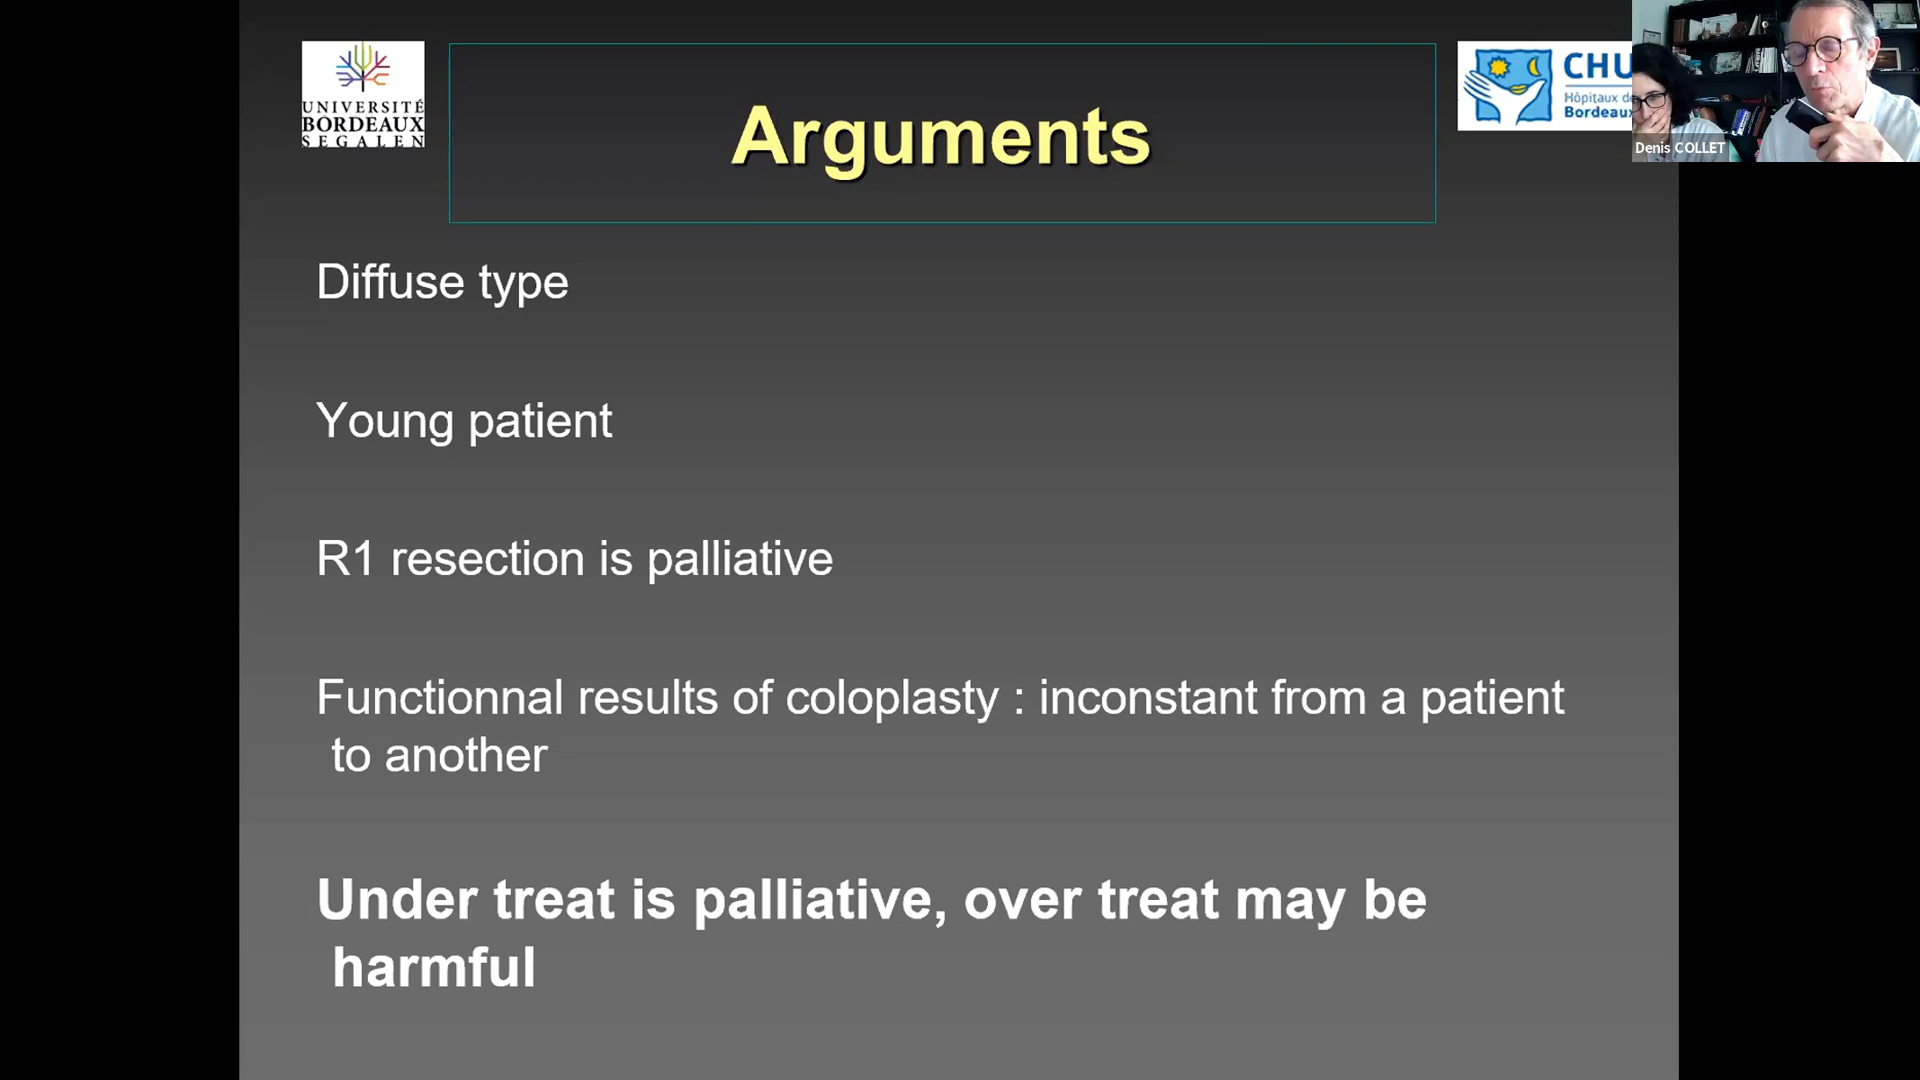 UNIVERSITÉ
BORDEAUX
SEGALEN
Arguments
CHU
Hôpitaux de
Bordeaux
Denis COLLET
Diffuse type
Young patient
R1 resection is palliative
Functionnal results of coloplasty : inconstant from a patient
to another
Under treat is palliative, over treat may be
harmful